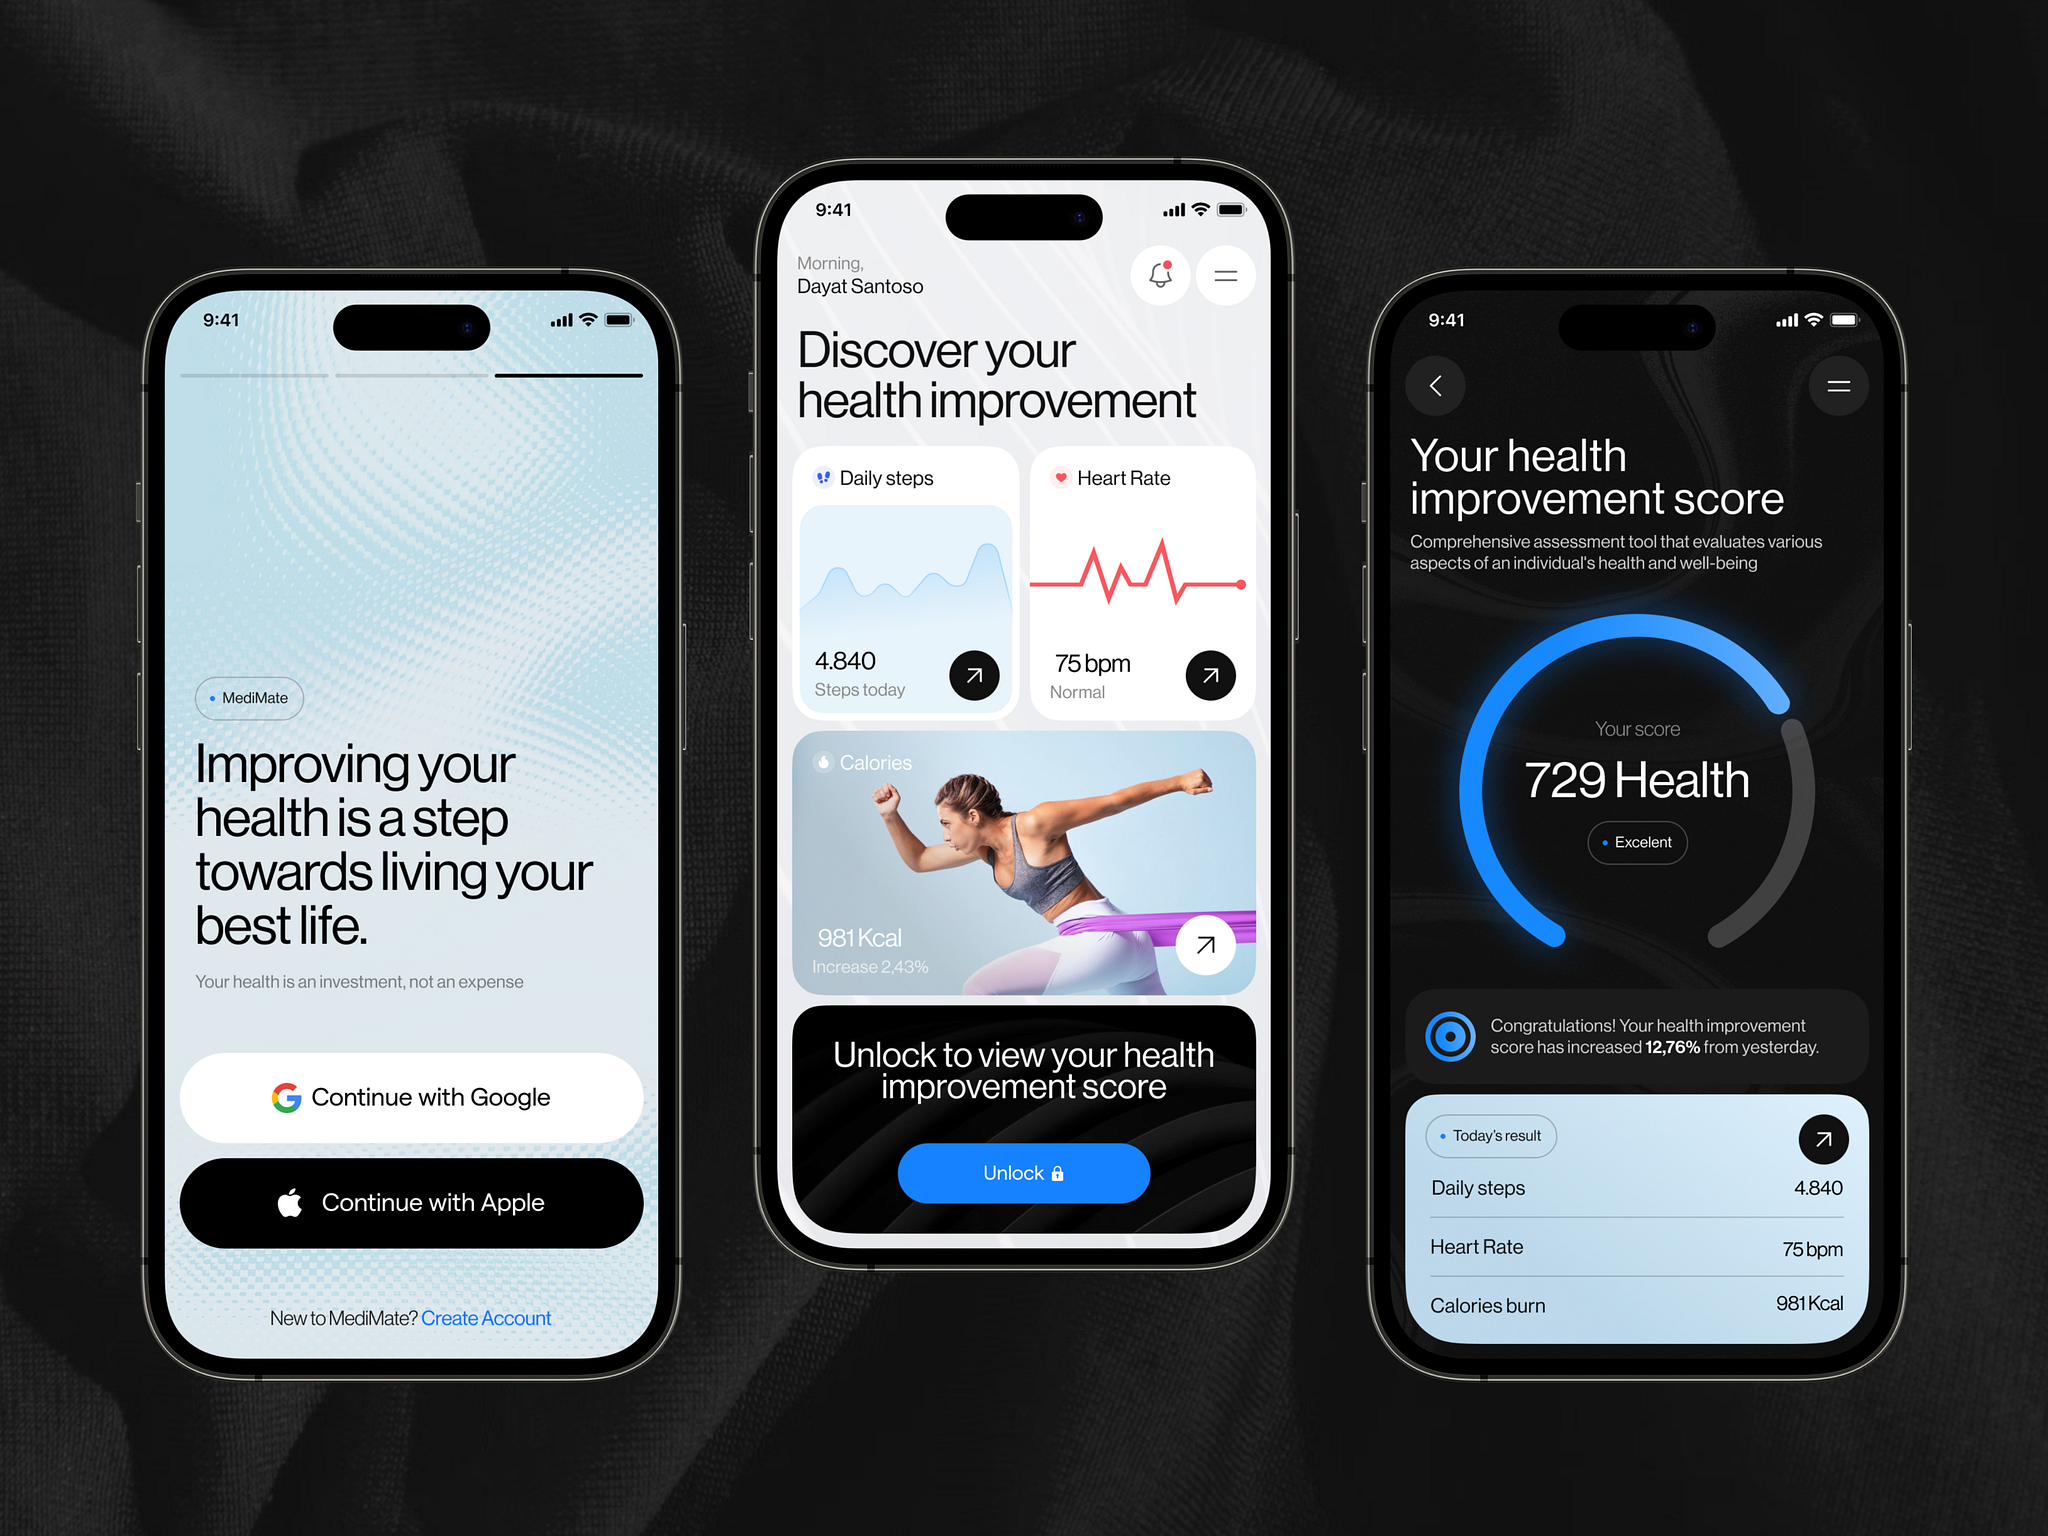 9:41
MediMate
Improving your
health is a step
towards living your
best life.
Your health is an investment, not an expense
Continue with Google
Continue with Apple
New to MediMate? Create Account
9:41
Morning,
Dayat Santoso
Discover your
health improvement
Daily steps
4.840
Steps today
Heart Rate
75 bpm
Normal
Calories
981 Kcal
Increase 2,43%
Unlock to view your health
improvement score
Unlock
9:41
Your health
improvement score
Comprehensive assessment tool that evaluates various
aspects of an individual's health and well-being
Your score
729 Health
Excelent
Congratulations! Your health improvement
score has increased 12,76% from yesterday.
Today's result
Daily steps 4.840
Heart Rate 75 bpm
Calories burn 981 Kcal